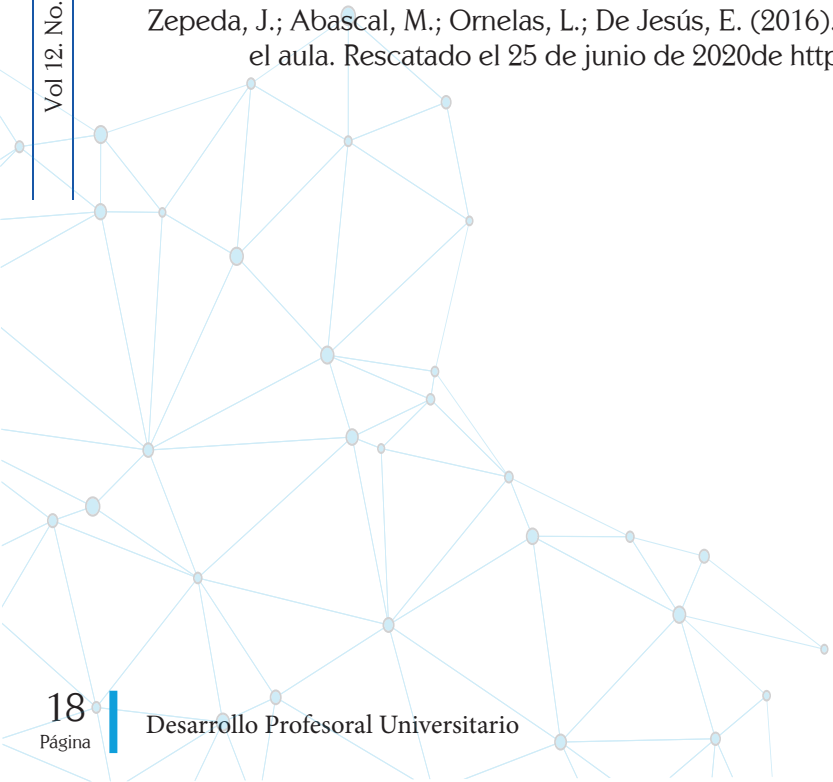 Vol 12. No.
Zepeda, J.; Abascal, M.; Ornelas, L.; De Jesús, E. (2016).
el aula. Rescatado el 25 de junio de 2020de http
18
Página
Desarrollo Profesoral Universitario